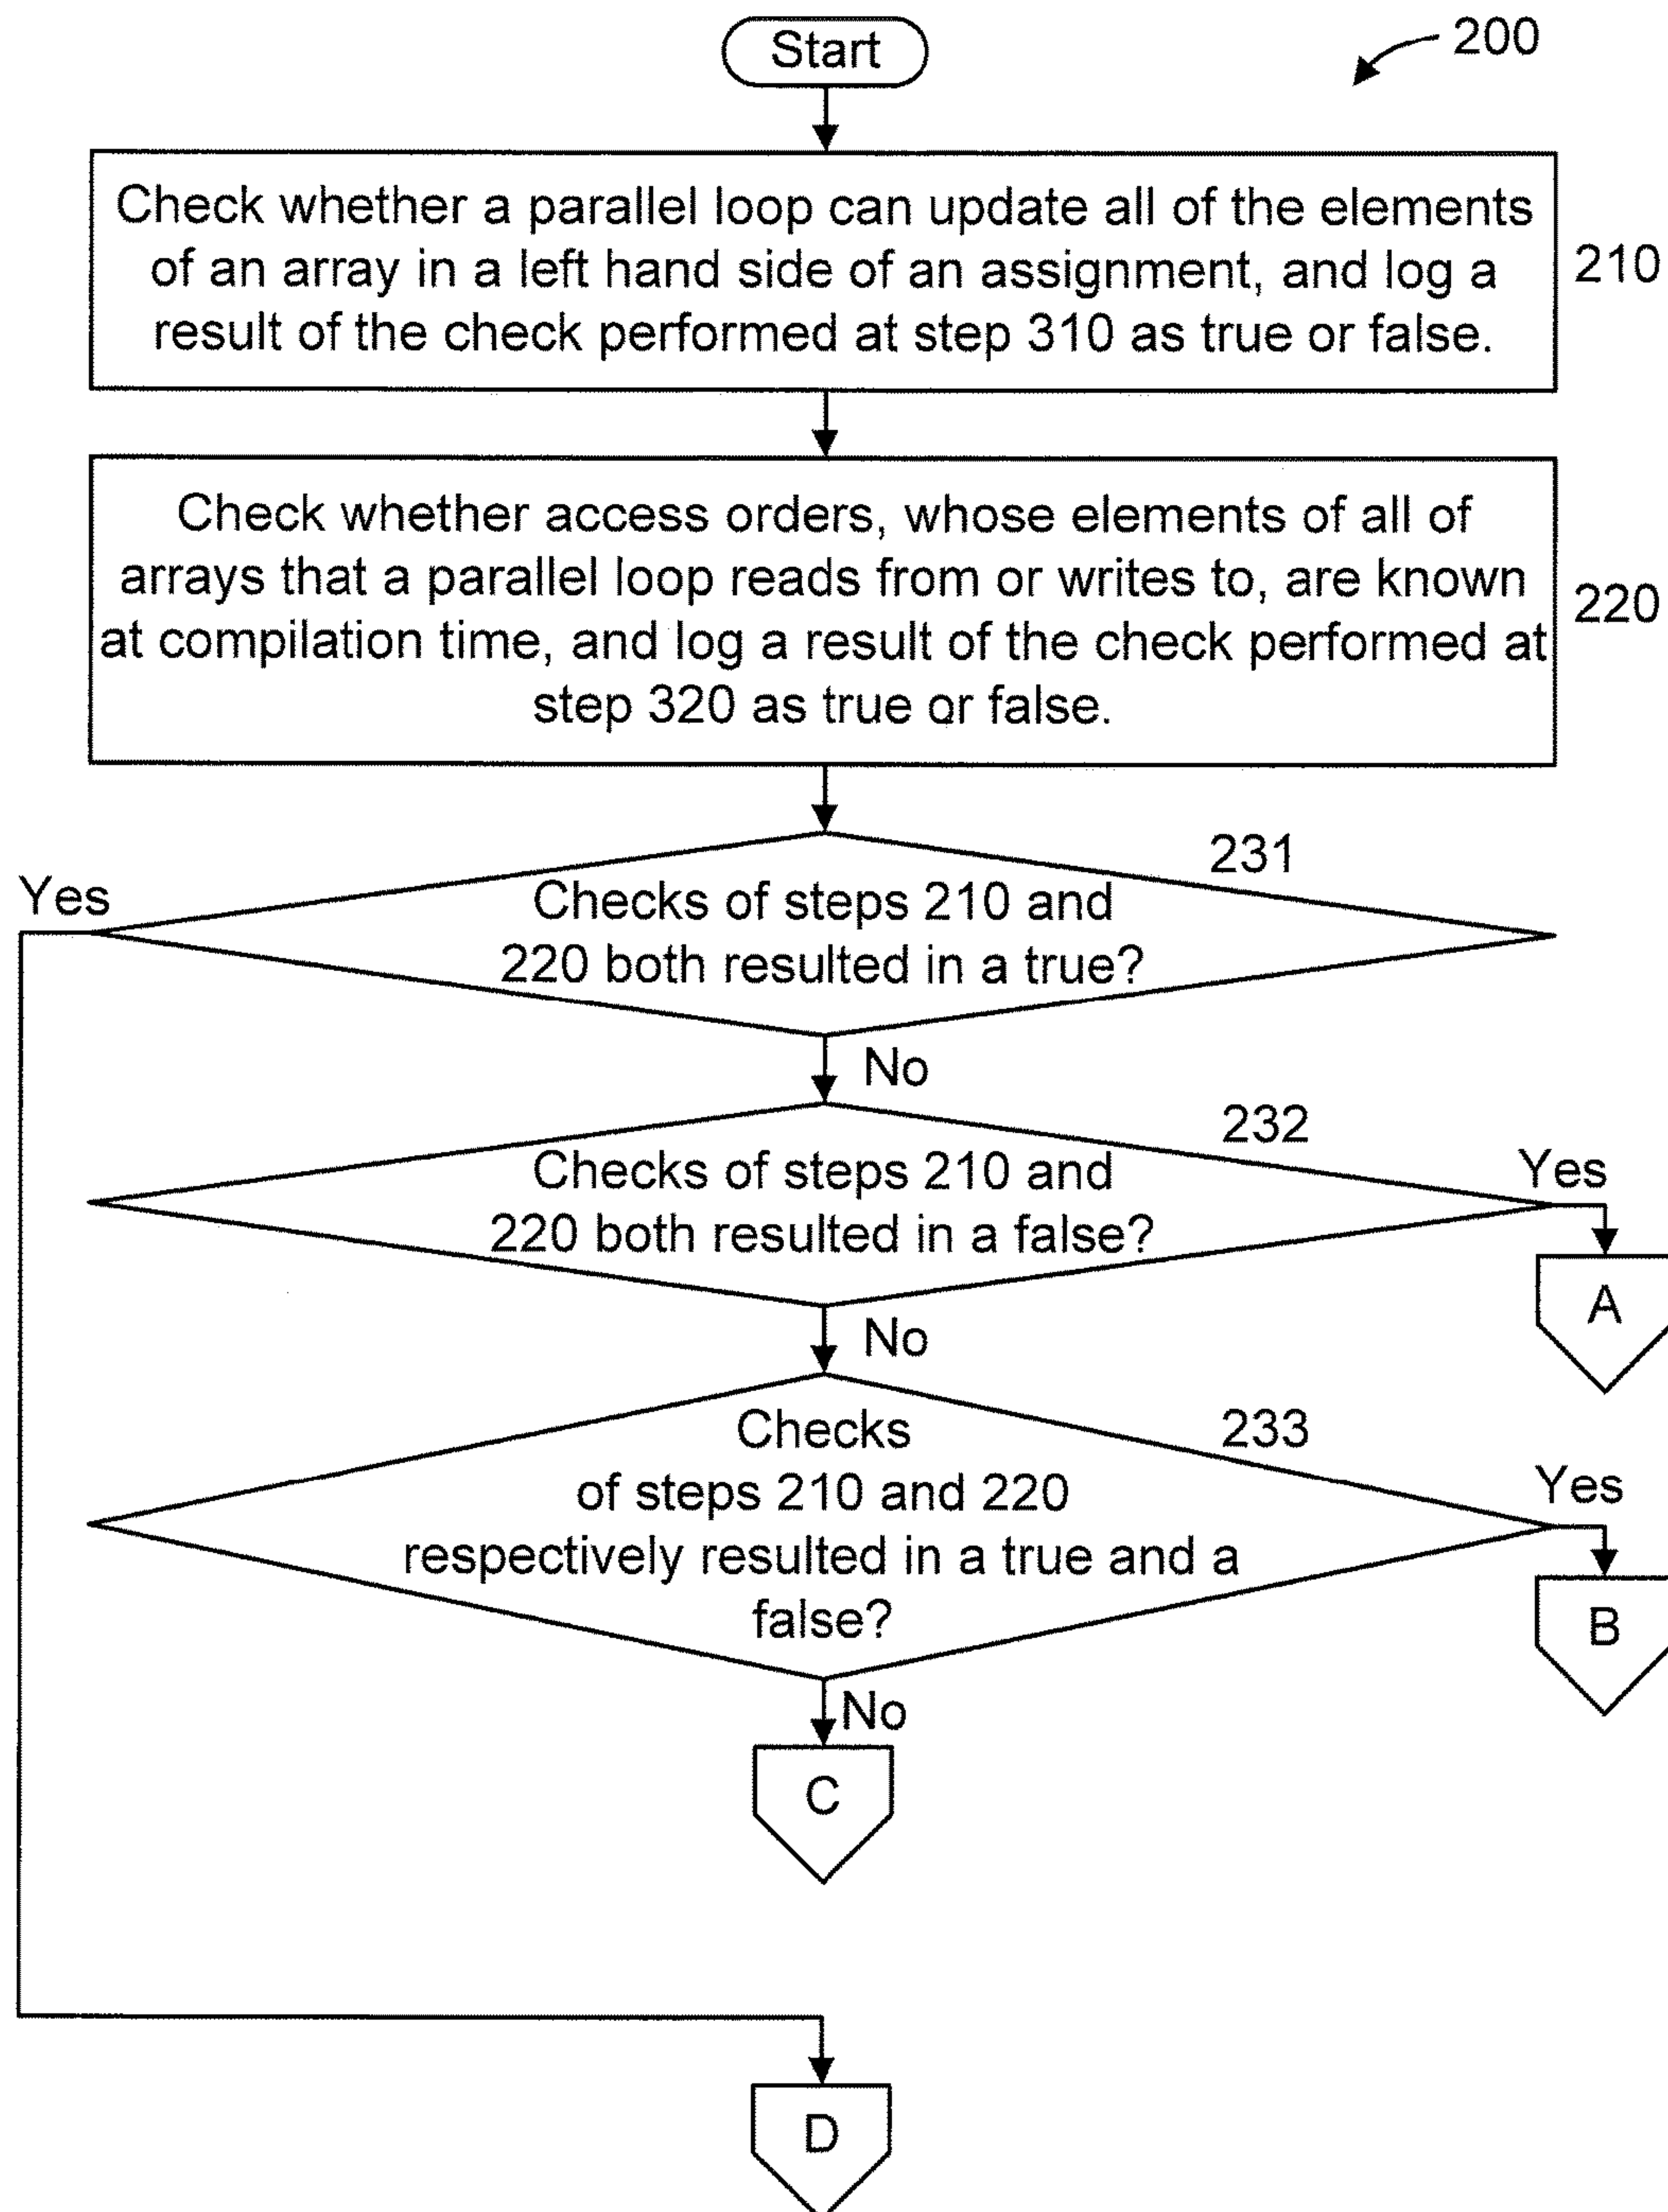 Start
200
Check whether a parallel loop can update all of the elements
of an array in a left hand side of an assignment, and log a
result of the check performed at step 310 as true or false.
210
Check whether access orders, whose elements of all of
arrays that a parallel loop reads from or writes to, are known
at compilation time, and log a result of the check performed at
step 320 as true or false.
220
231
Yes
Checks of steps 210 and
220 both resulted in a true?
No
232
Checks of steps 210 and
220 both resulted in a false?
Yes
A
No
233
Checks
of steps 210 and 220
respectively resulted in a true and a
false?
Yes
B
No
C
D